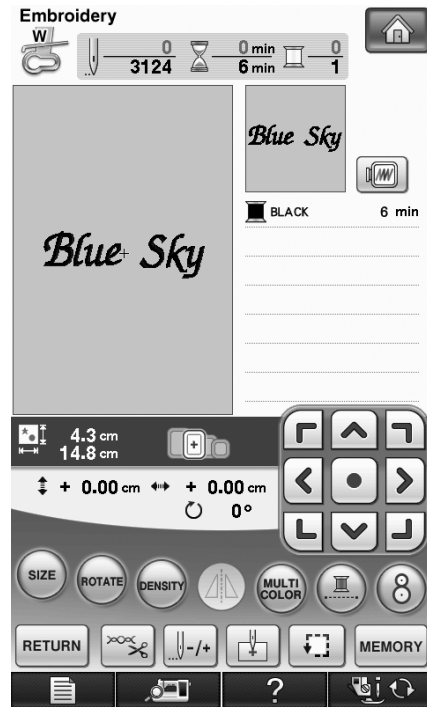 Embroidery
W
0
3124
0 min
6 min
0
1
Blue Sky
BLACK 6 min
Blue Sky
4.3 cm
14.8 cm
+ 0.00 cm + 0.00 cm
0°
SIZE ROTATE DENSITY MULTI COLOR 8
RETURN -/+ MEMORY
?